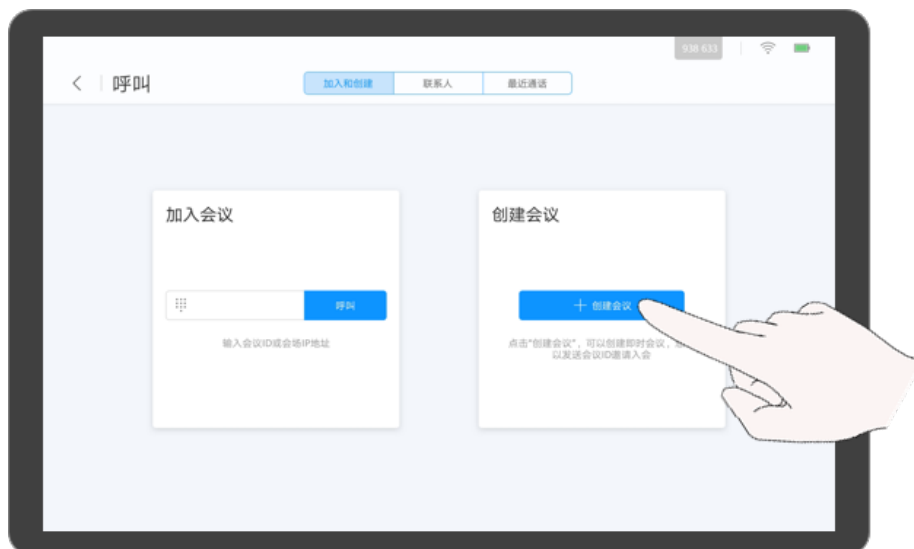 938 633
呼叫
加入和创建
联系人
最近通话
加入会议
创建会议
呼叫
+ 创建会议
输入会议ID或会场IP地址
点击"创建会议"，可以创建即时会议，
以发送会议ID邀请入会